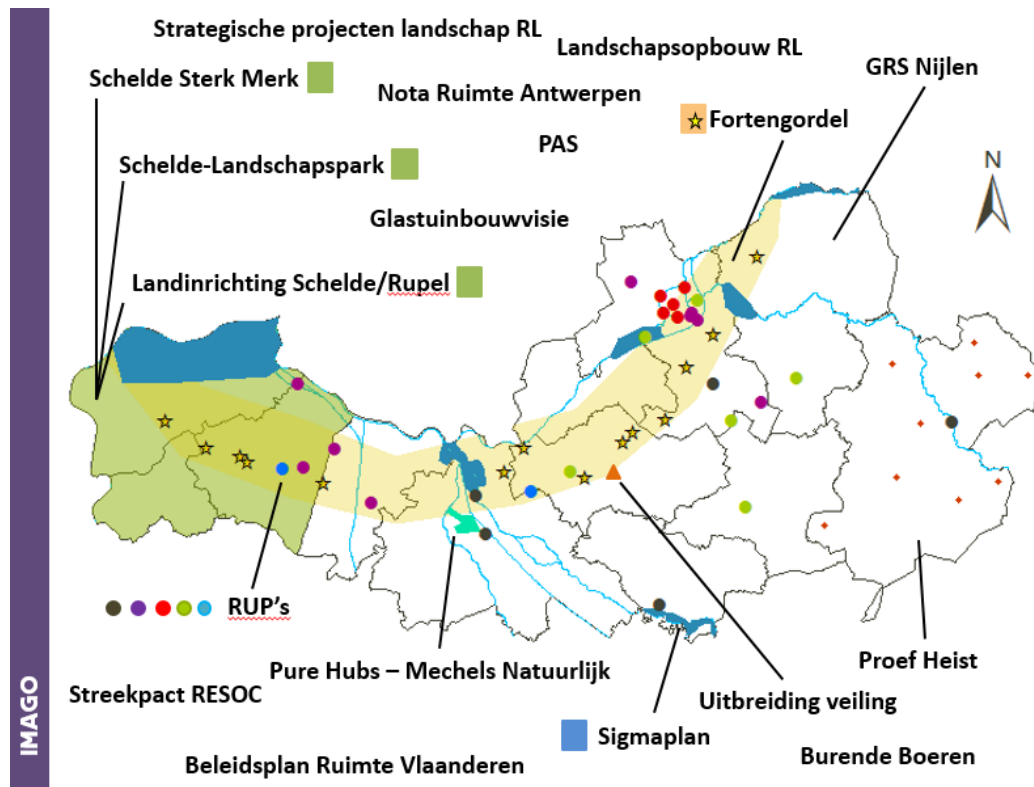 Strategische projecten landschap RL
Landschapsopbouw RL
Schelde Sterk Merk
GRS Nijlen
Nota Ruimte Antwerpen
Fortengordel
PAS
Schelde-Landschapspark
N
Glastuinbouwvisie
Landinrichting Schelde/Rupel
RUP's
Pure Hubs – Mechels Natuurlijk
Proef Heist
Streekpact RESOC
Uitbreiding veiling
Sigmaplan
Burende Boeren
Beleidsplan Ruimte Vlaanderen
IMAGO